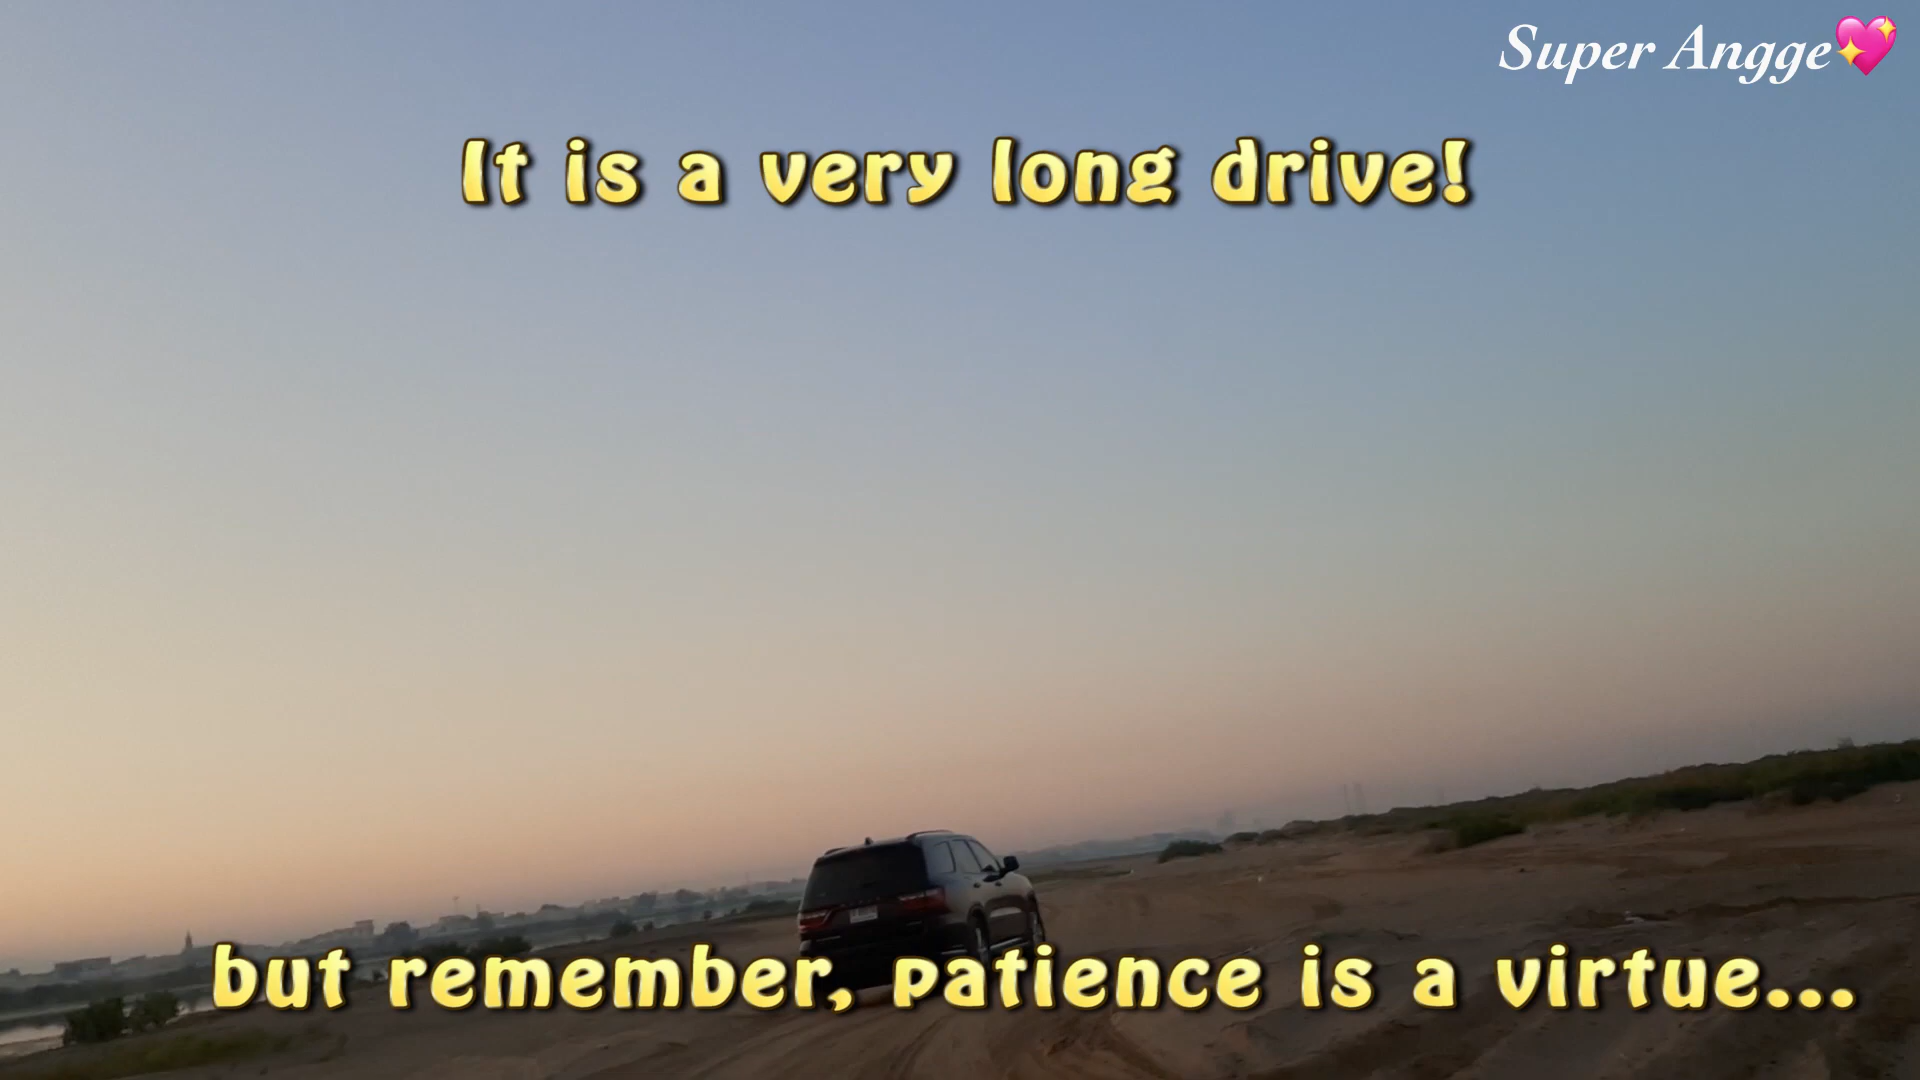 Super Angge💖
It is a very long drive!
but remember, patience is a virtue...